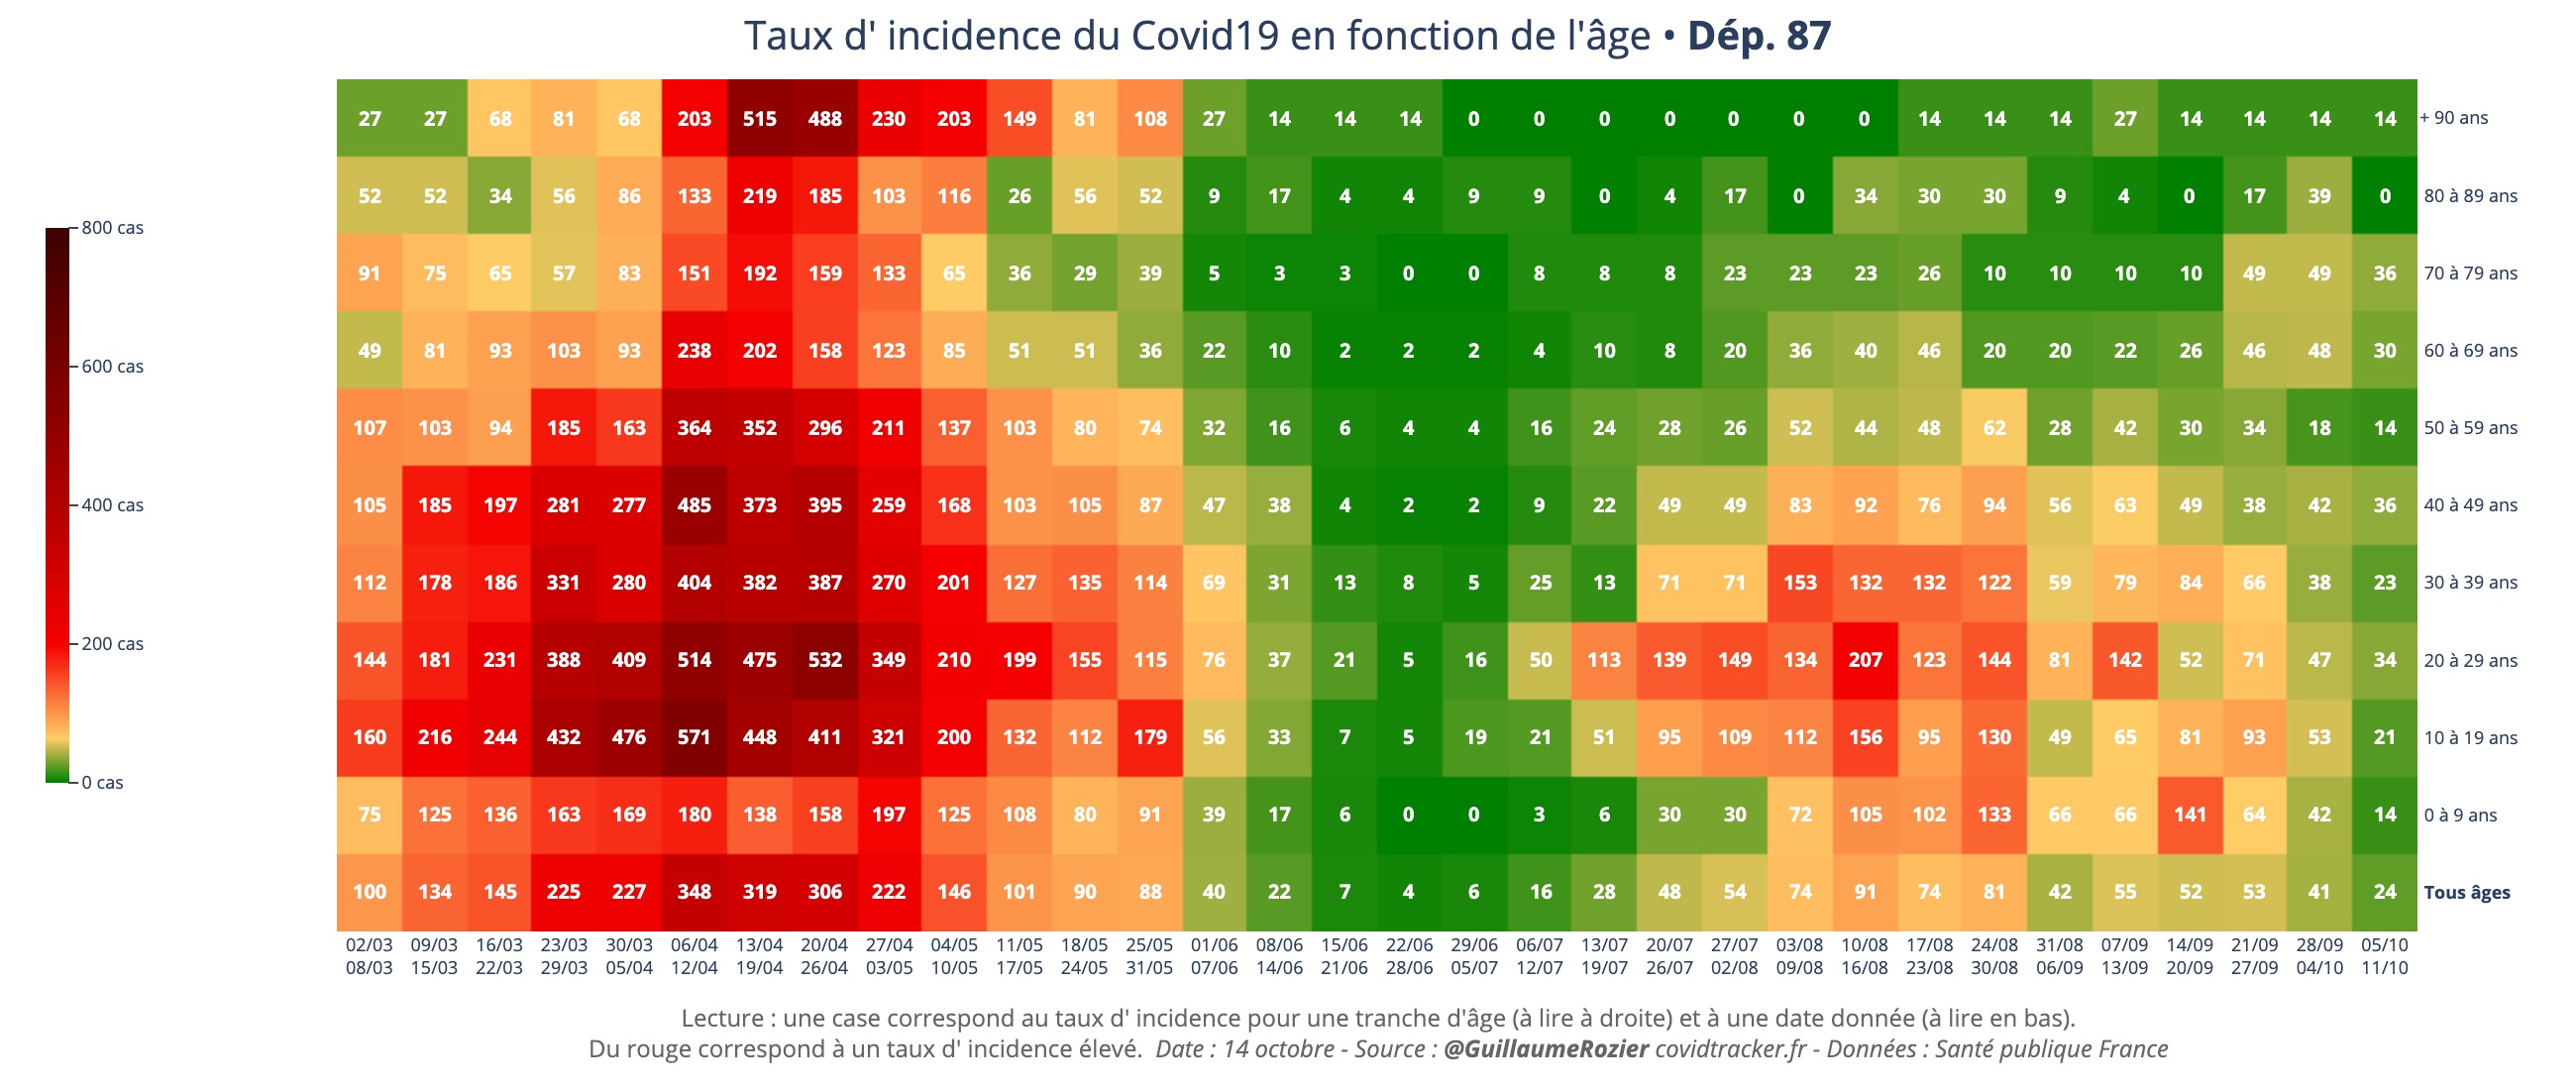 Taux d' incidence du Covid19 en fonction de l'âge • Dép. 87
27 27 68 81 68 203 515 488 230 203 149 81 108 27 14 14 14 0 0 0 0 0 0 0 14 14 14 27 14 14 14 14 + 90 ans
52 52 34 56 86 133 219 185 103 116 26 56 52 9 17 4 4 9 9 0 4 17 0 34 30 30 9 4 0 17 39 0 80 à 89 ans
800 cas
91 75 65 57 83 151 192 159 133 65 36 29 39 5 3 3 0 0 8 8 8 23 23 23 26 10 10 10 10 49 49 36 70 à 79 ans
49 81 93 103 93 238 202 158 123 85 51 51 36 22 10 2 2 2 4 10 8 20 36 40 46 20 20 22 26 46 48 30 60 à 69 ans
600 cas
107 103 94 185 163 364 352 296 211 137 103 80 74 32 16 6 4 4 16 24 28 26 52 44 48 62 28 42 30 34 18 14 50 à 59 ans
400 cas
105 185 197 281 277 485 373 395 259 168 103 105 87 47 38 4 2 2 9 22 49 49 83 92 76 94 56 63 49 38 42 36 40 à 49 ans
112 178 186 331 280 404 382 387 270 201 127 135 114 69 31 13 8 5 25 13 71 71 153 132 132 122 59 79 84 66 38 23 30 à 39 ans
200 cas
144 181 231 388 409 514 475 532 349 210 199 155 115 76 37 21 5 16 50 113 139 149 134 207 123 144 81 142 52 71 47 34 20 à 29 ans
160 216 244 432 476 571 448 411 321 200 132 112 179 56 33 7 5 19 21 51 95 109 112 156 95 130 49 65 81 93 53 21 10 à 19 ans
0 cas
75 125 136 163 169 180 138 158 197 125 108 80 91 39 17 6 0 0 3 6 30 30 72 105 102 133 66 66 141 64 42 14 0 à 9 ans
100 134 145 225 227 348 319 306 222 146 101 90 88 40 22 7 4 6 16 28 48 54 74 91 74 81 42 55 52 53 41 24 Tous âges
02/03 09/03 16/03 23/03 30/03 06/04 13/04 20/04 27/04 04/05 11/05 18/05 25/05 01/06 08/06 15/06 22/06 29/06 06/07 13/07 20/07 27/07 03/08 10/08 17/08 24/08 31/08 07/09 14/09 21/09 28/09 05/10
08/03 15/03 22/03 29/03 05/04 12/04 19/04 26/04 03/05 10/05 17/05 24/05 31/05 07/06 14/06 21/06 28/06 05/07 12/07 19/07 26/07 02/08 09/08 16/08 23/08 30/08 06/09 13/09 20/09 27/09 04/10 11/10
Lecture : une case correspond au taux d' incidence pour une tranche d'âge (à lire à droite) et à une date donnée (à lire en bas).
Du rouge correspond à un taux d' incidence élevé. Date : 14 octobre - Source : @GuillaumeRozier covidtracker.fr - Données : Santé publique France